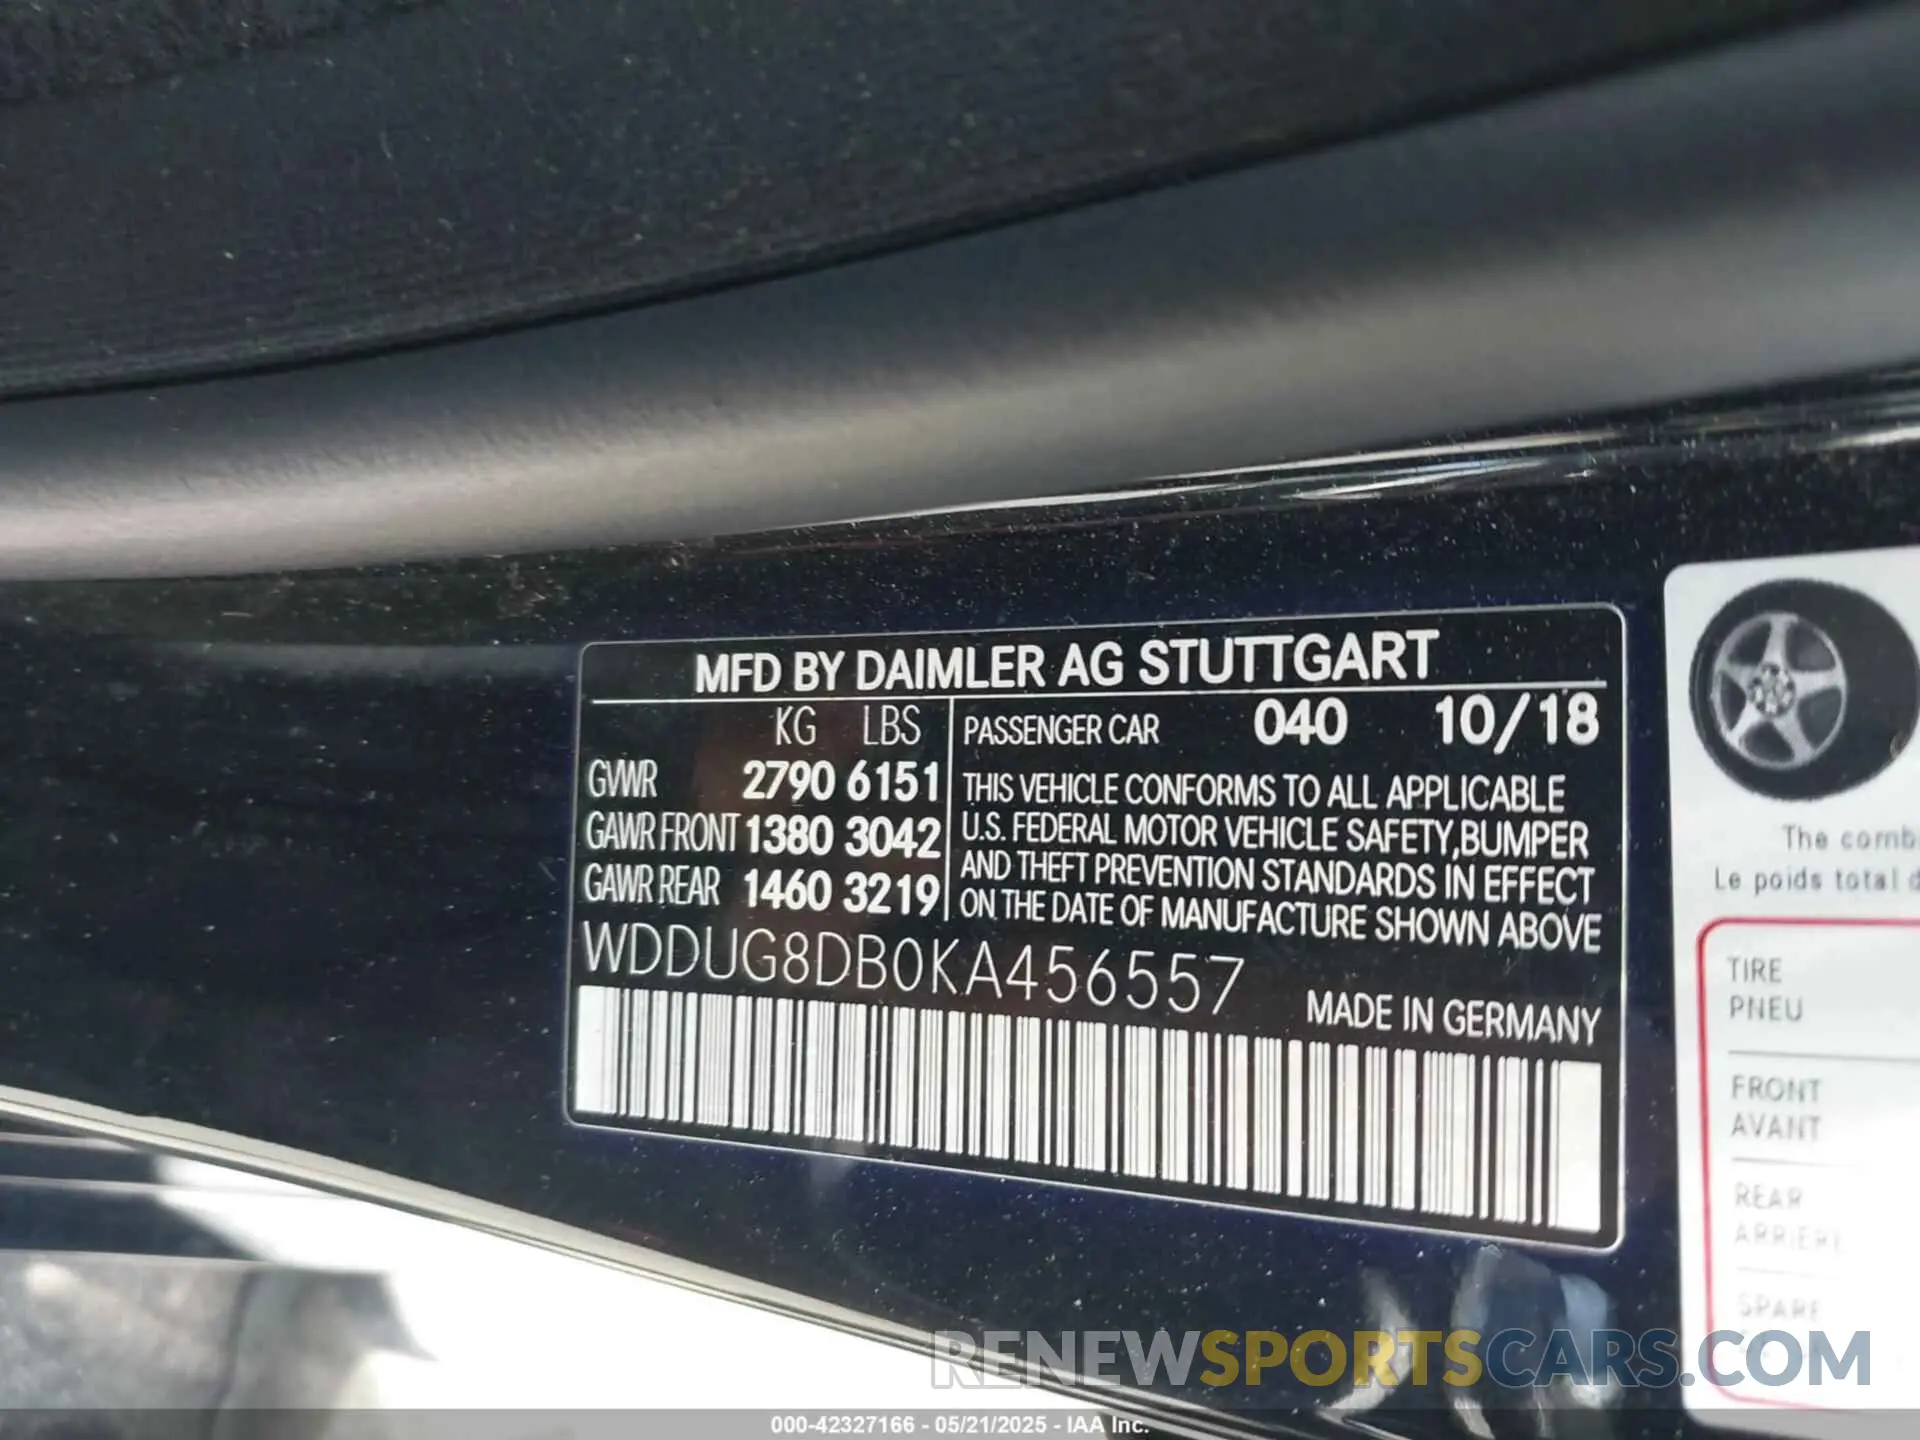 MFD BY DAIMLER AG STUTTGART
KG LBS
GVWR 2790 6151
GAWR FRONT 1380 3042
GAWR REAR 1460 3219
PASSENGER CAR 040 10/18
THIS VEHICLE CONFORMS TO ALL APPLICABLE
U.S. FEDERAL MOTOR VEHICLE SAFETY, BUMPER
AND THEFT PREVENTION STANDARDS IN EFFECT
ON THE DATE OF MANUFACTURE SHOWN ABOVE
WDDUG8DB0KA456557
MADE IN GERMANY
The
Le poids total
TIRE
PNEU
FRONT
AVANT
REAR
ARRIERE
SPARE
RENEWSPORTSCARS.COM
000-42327166 - 05/21/2025 - IAA Inc.